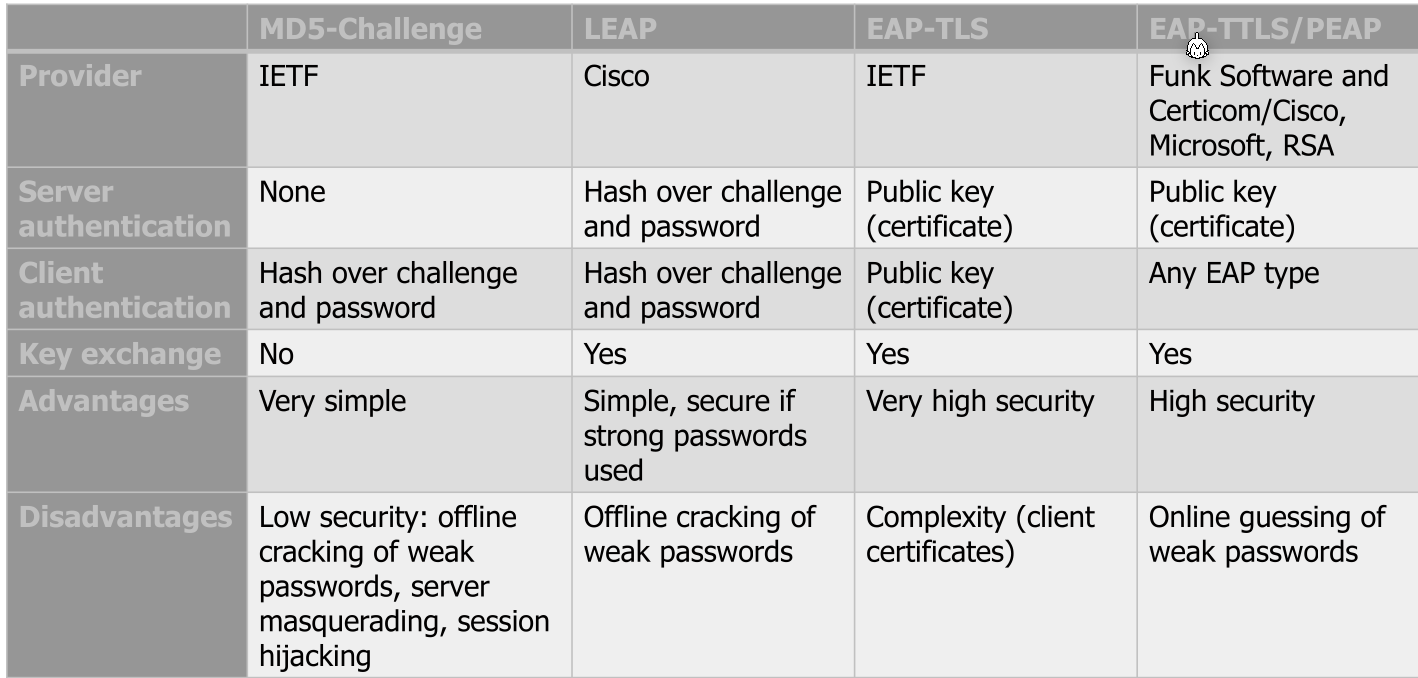 MD5-Challenge LEAP EAP-TLS EAP-TTLS/PEAP
Provider IETF Cisco IETF Funk Software and
Certicom/Cisco,
Microsoft, RSA
Server None Hash over challenge Public key Public key
authentication and password (certificate) (certificate)
Client Hash over challenge Hash over challenge Public key Any EAP type
authentication and password and password (certificate)
Key exchange No Yes Yes Yes
Advantages Very simple Simple, secure if Very high security High security
strong passwords
used
Disadvantages Low security: offline Offline cracking of Complexity (client Online guessing of
cracking of weak weak passwords certificates) weak passwords
passwords, server
masquerading, session
hijacking